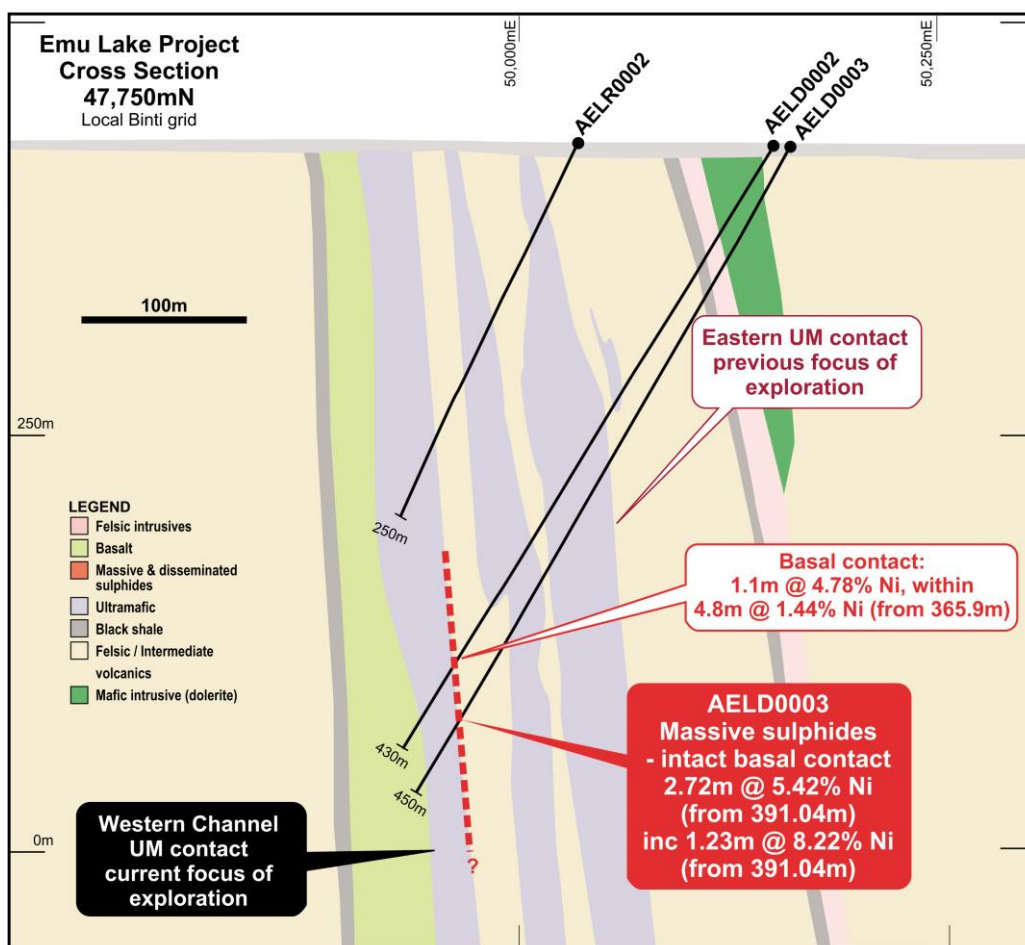 Emu Lake Project
Cross Section
47,750mN
Local Binti grid
50,000mE
50,250mE
AELR0002
AELD0002
AELD0003
100m
Eastern UM contact
previous focus of
exploration
250m
250m
LEGEND
Felsic intrusives
Basalt
Massive & disseminated
sulphides
Ultramafic
Black shale
Felsic / Intermediate
volcanics
Mafic intrusive (dolerite)
Basal contact:
1.1m @ 4.78% Ni, within
4.8m @ 1.44% Ni (from 365.9m)
AELD0003
Massive sulphides
- intact basal contact
2.72m @ 5.42% Ni
(from 391.04m)
inc 1.23m @ 8.22% Ni
(from 391.04m)
430m
450m
0m
Western Channel
UM contact
current focus of
exploration
?